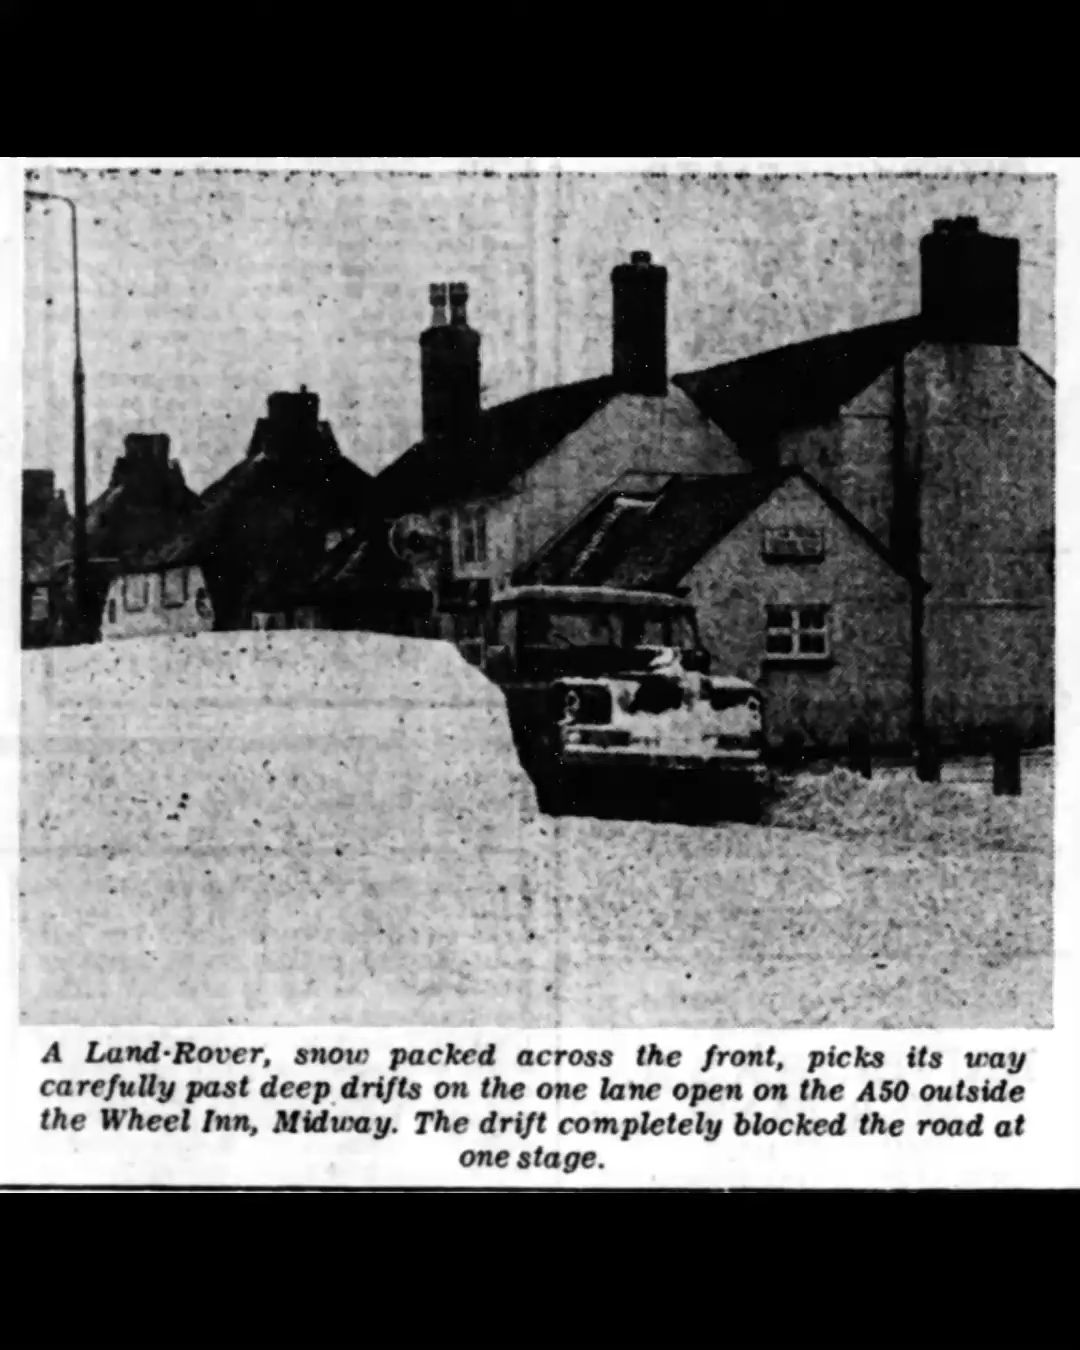 A Land-Rover, snow packed across the front, picks its way
carefully past deep drifts on the one lane open on the A50 outside
the Wheel Inn, Midway. The drift completely blocked the road at
one stage.